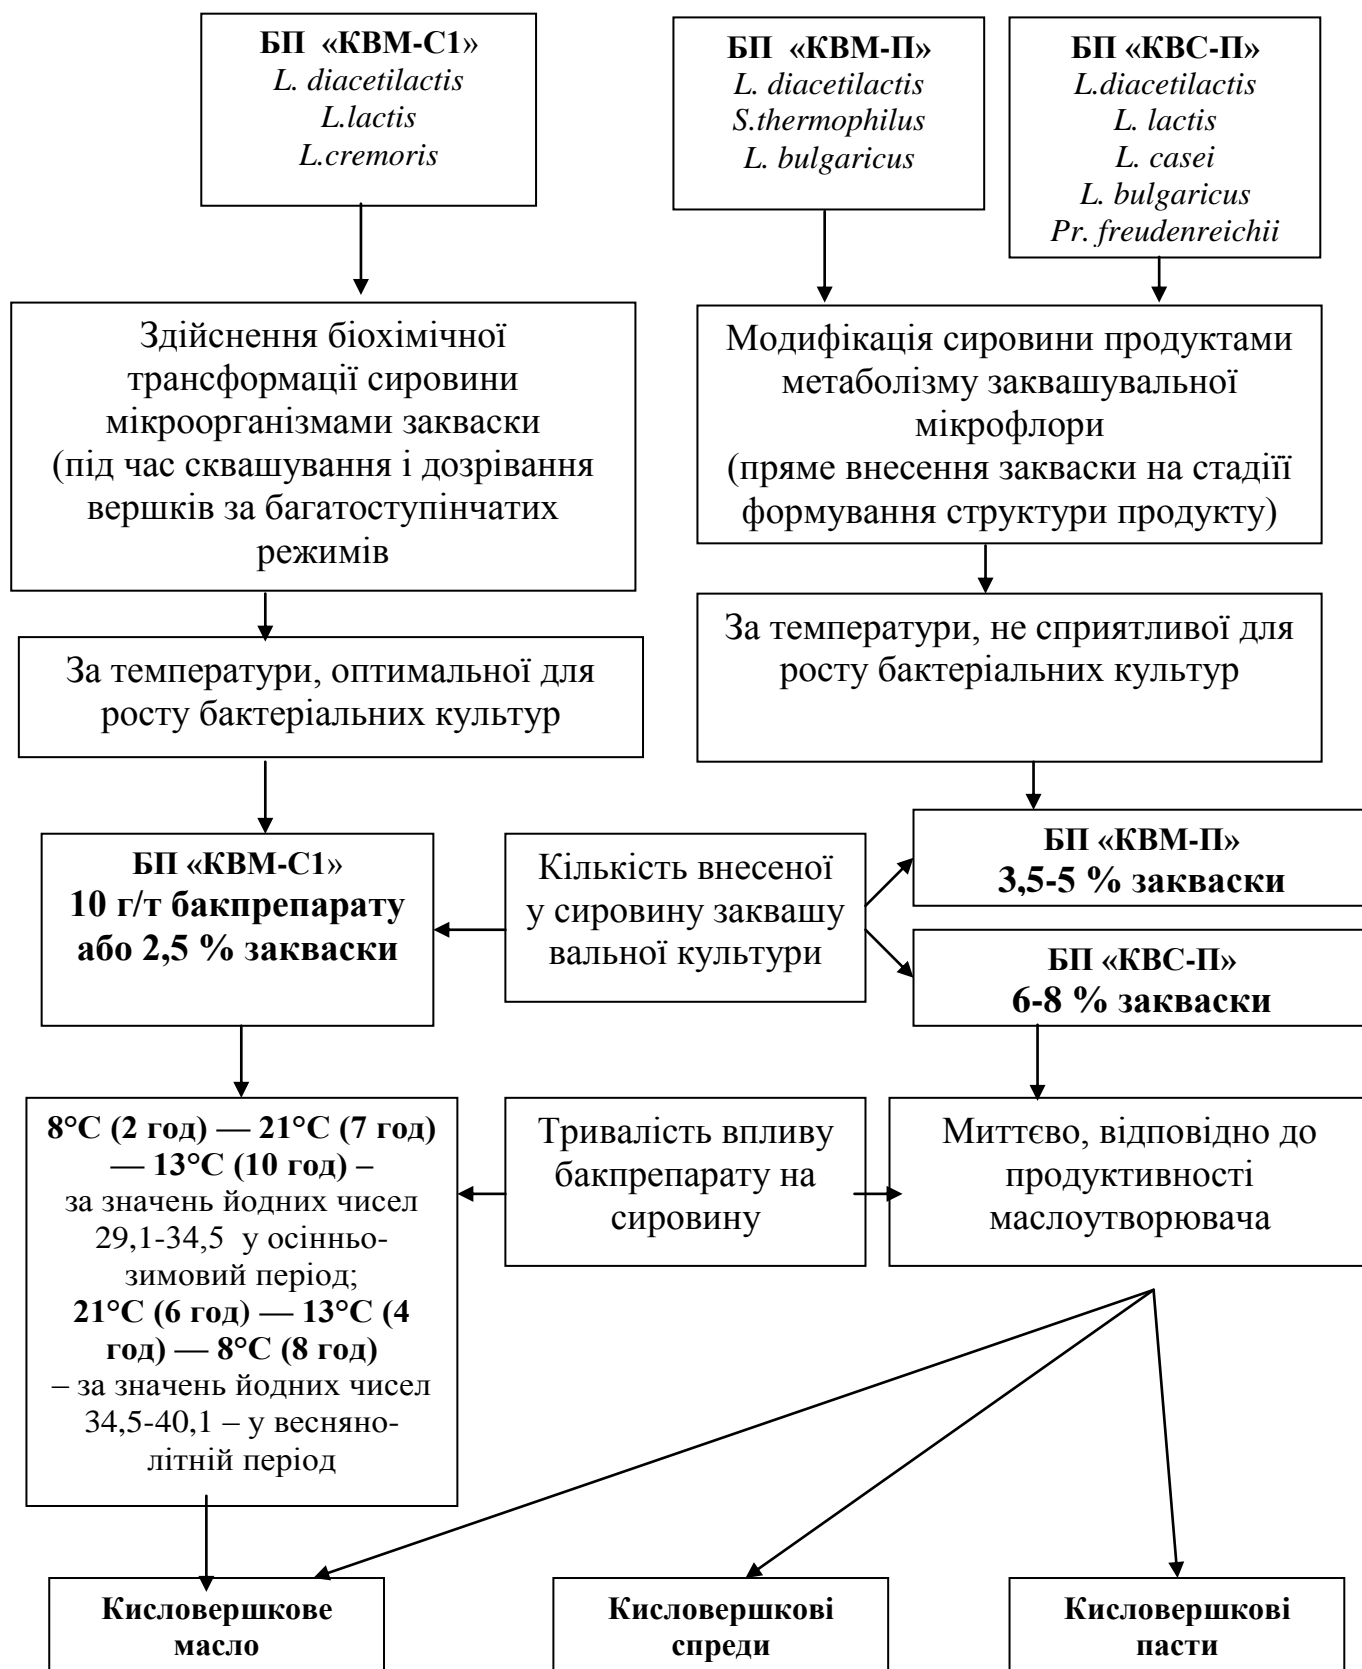 БП «КВМ-С1»
L. diacetilactis
L.lactis
L.cremoris
БП «КВМ-П»
L. diacetilactis
S.thermophilus
L. bulgaricus
БП «КВС-П»
L.diacetilactis
L. lactis
L. casei
L. bulgaricus
Pr. freudenreichii
Здійснення біохімічної
трансформації сировини
мікроорганізмами закваски
(під час сквашування і дозрівання
вершків за багатоступінчатих
режимів
Модифікація сировини продуктами
метаболізму заквашувальної
мікрофлори
(пряме внесення закваски на стадіїї
формування структури продукту)
За температури, оптимальної для
росту бактеріальних культур
За температури, не сприятливої для
росту бактеріальних культур
БП «КВМ-С1»
10 г/т бакпрепарату
або 2,5 % закваски
Кількість внесеної
у сировину заквашу
вальної культури
БП «КВМ-П»
3,5-5 % закваски
БП «КВС-П»
6-8 % закваски
8°С (2 год) — 21°С (7 год)
— 13°С (10 год) –
за значень йодних чисел
29,1-34,5 у осінньо-
зимовий період;
21°С (6 год) — 13°С (4
год) — 8°С (8 год)
– за значень йодних чисел
34,5-40,1 – у весняно-
літній період
Тривалість впливу
бакпрепарату на
сировину
Миттєво, відповідно до
продуктивності
маслоутворювача
Кисловершкове
масло
Кисловершкові
спреди
Кисловершкові
пасти